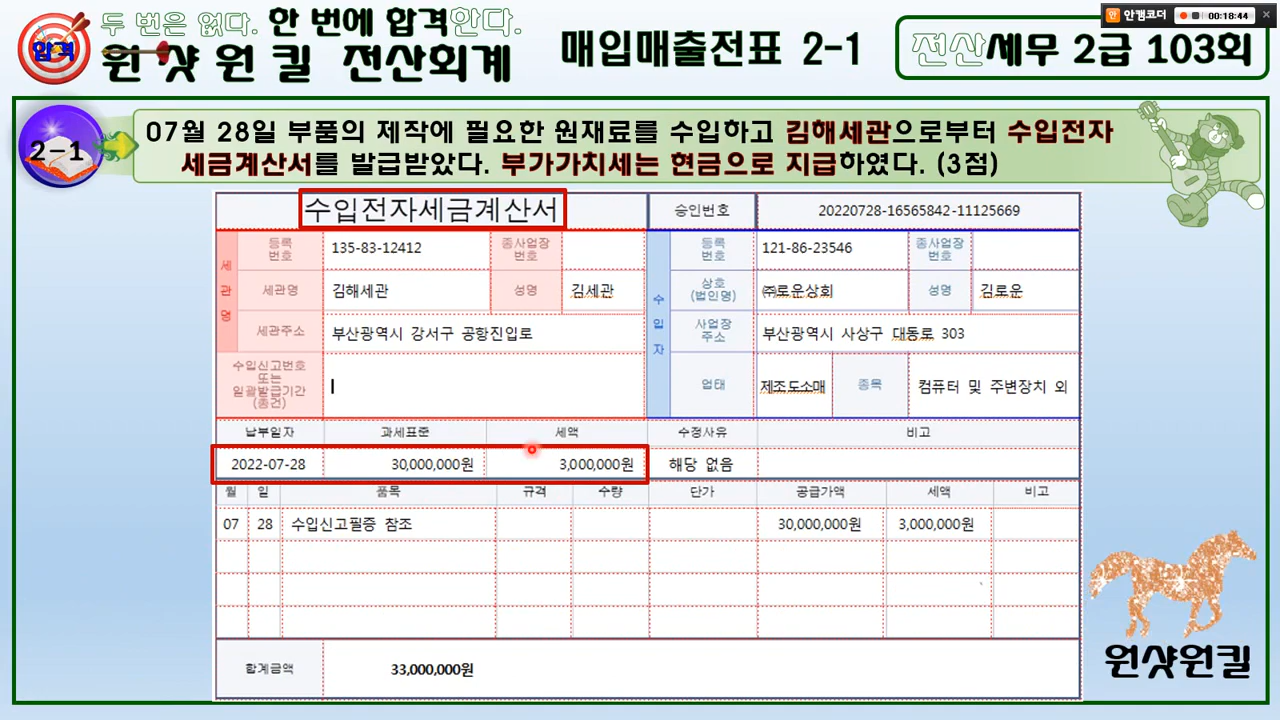 두 번은 없다. 한 번에 합격한다.
합격
원 샷 원 킬 전산회계
매입매출전표 2-1
전산세무 2급 103회
안캠코더
00:18:44
2-1
07월 28일 부품의 제작에 필요한 원재료를 수입하고 김해세관으로부터 수입전자
세금계산서를 발급받았다. 부가가치세는 현금으로 지급하였다. (3점)
수입전자세금계산서 승인번호 20220728-16565842-11125669
세관명 등록번호 135-83-12412 종사업장번호
수입자 등록번호 121-86-23546 종사업장번호
세관명 김해세관 성명 김세관 상호(법인명) ㈜로운상회 성명 김로운
세관주소 부산광역시 강서구 공항진입로 사업장주소 부산광역시 사상구 대동로 303
수입신고번호
또는
일괄발급기간
(총건)
업태 제조도소매 종목 컴퓨터 및 주변장치 외
납부일자 과세표준 세액 수정사유 비고
2022-07-28 30,000,000원 3,000,000원 해당 없음
월 일 품목 규격 수량 단가 공급가액 세액 비고
07 28 수입신고필증 참조 30,000,000원 3,000,000원
합계금액 33,000,000원
원샷원킬